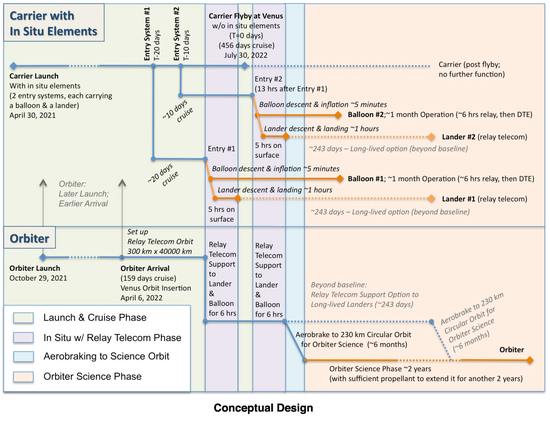 Carrier with
In Situ Elements
Entry System #1
T-20 days
Entry System #2
T-10 days
Carrier Flyby at Venus
w/o in situ elements
(T=0 days)
(456 days cruise)
July 30, 2022
Carrier Launch
With in situ elements
(2 entry systems, each carrying
a balloon & a lander)
April 30, 2021
Carrier (post flyby;
no further function)
Entry #2
(13 hrs after Entry #1)
~10 days
cruise
Balloon descent & inflation ~5 minutes
Balloon #2;~1 month Operation (~6 hrs relay, then DTE)
Lander descent & landing ~1 hours
Lander #2 (relay telecom)
5 hrs on
surface
~243 days – Long-lived option (beyond baseline)
~20 days
cruise
Entry #1
Balloon descent & inflation ~5 minutes
Balloon #1; ~1 month Operation (~6 hrs relay, then DTE)
Lander descent & landing ~1 hours
Lander #1 (relay telecom)
5 hrs on
surface
~243 days – Long-lived option (beyond baseline)
Orbiter:
Later Launch;
Earlier Arrival
Orbiter
Set up
Relay Telecom Orbit
300 km x 40000 km
Orbiter Launch
October 29, 2021
Orbiter Arrival
(159 days cruise)
Venus Orbit Insertion
April 6, 2022
Relay
Telecom
Support
to
Lander
&
Balloon
for 6 hrs
Relay
Telecom
Support
to
Lander
&
Balloon
for 6 hrs
Beyond baseline:
Relay Telecom Support Option to
Long-lived Landers (~243 days)
Aerobrake to 230 km
Circular Orbit for
Orbiter Science
(~6 months)
Aerobrake to 230 km Circular Orbit
for Orbiter Science (~6 months)
Orbiter
Orbiter Science Phase ~2 years
(with sufficient propellant to extend it for another 2 years)
Launch & Cruise Phase
In Situ w/ Relay Telecom Phase
Aerobraking to Science Orbit
Orbiter Science Phase
Conceptual Design